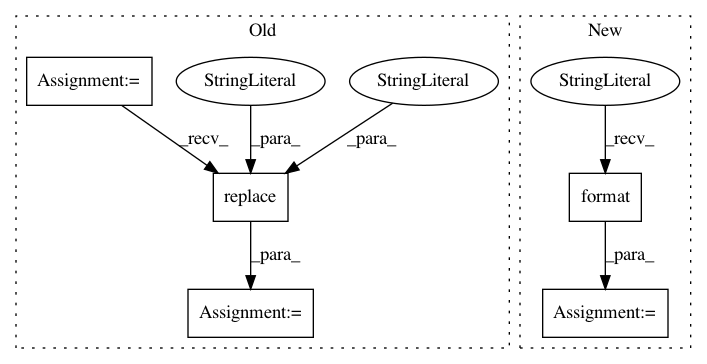 Old
New
Assignment:=
StringLiteral
StringLiteral
StringLiteral
_recv_
_para_
_para_
_recv_
replace
format
_para_
_para_
Assignment:=
Assignment:=